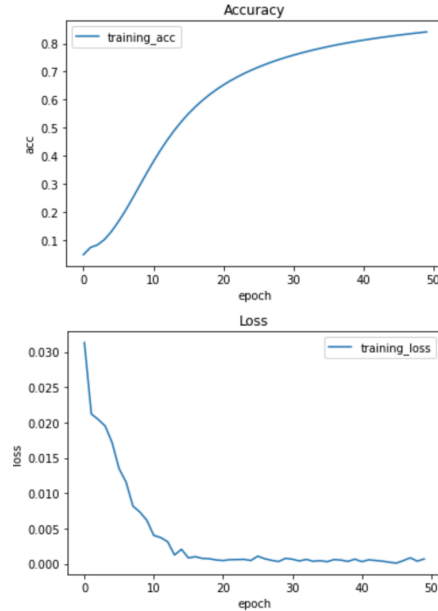 Accuracy
training_acc
0.8
0.7
0.6
0.5
0.4
0.3
0.2
0.1
acc
0 10 20 30 40 50
epoch
Loss
training_loss
0.030
0.025
0.020
0.015
0.010
0.005
0.000
loss
0 10 20 30 40 50
epoch